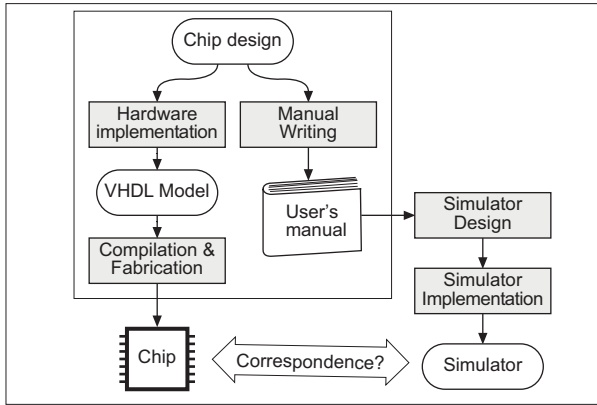 Chip design
Hardware
implementation
Manual
Writing
VHDL Model
User's
manual
Compilation &
Fabrication
Simulator
Design
Simulator
Implementation
Chip
Correspondence?
Simulator